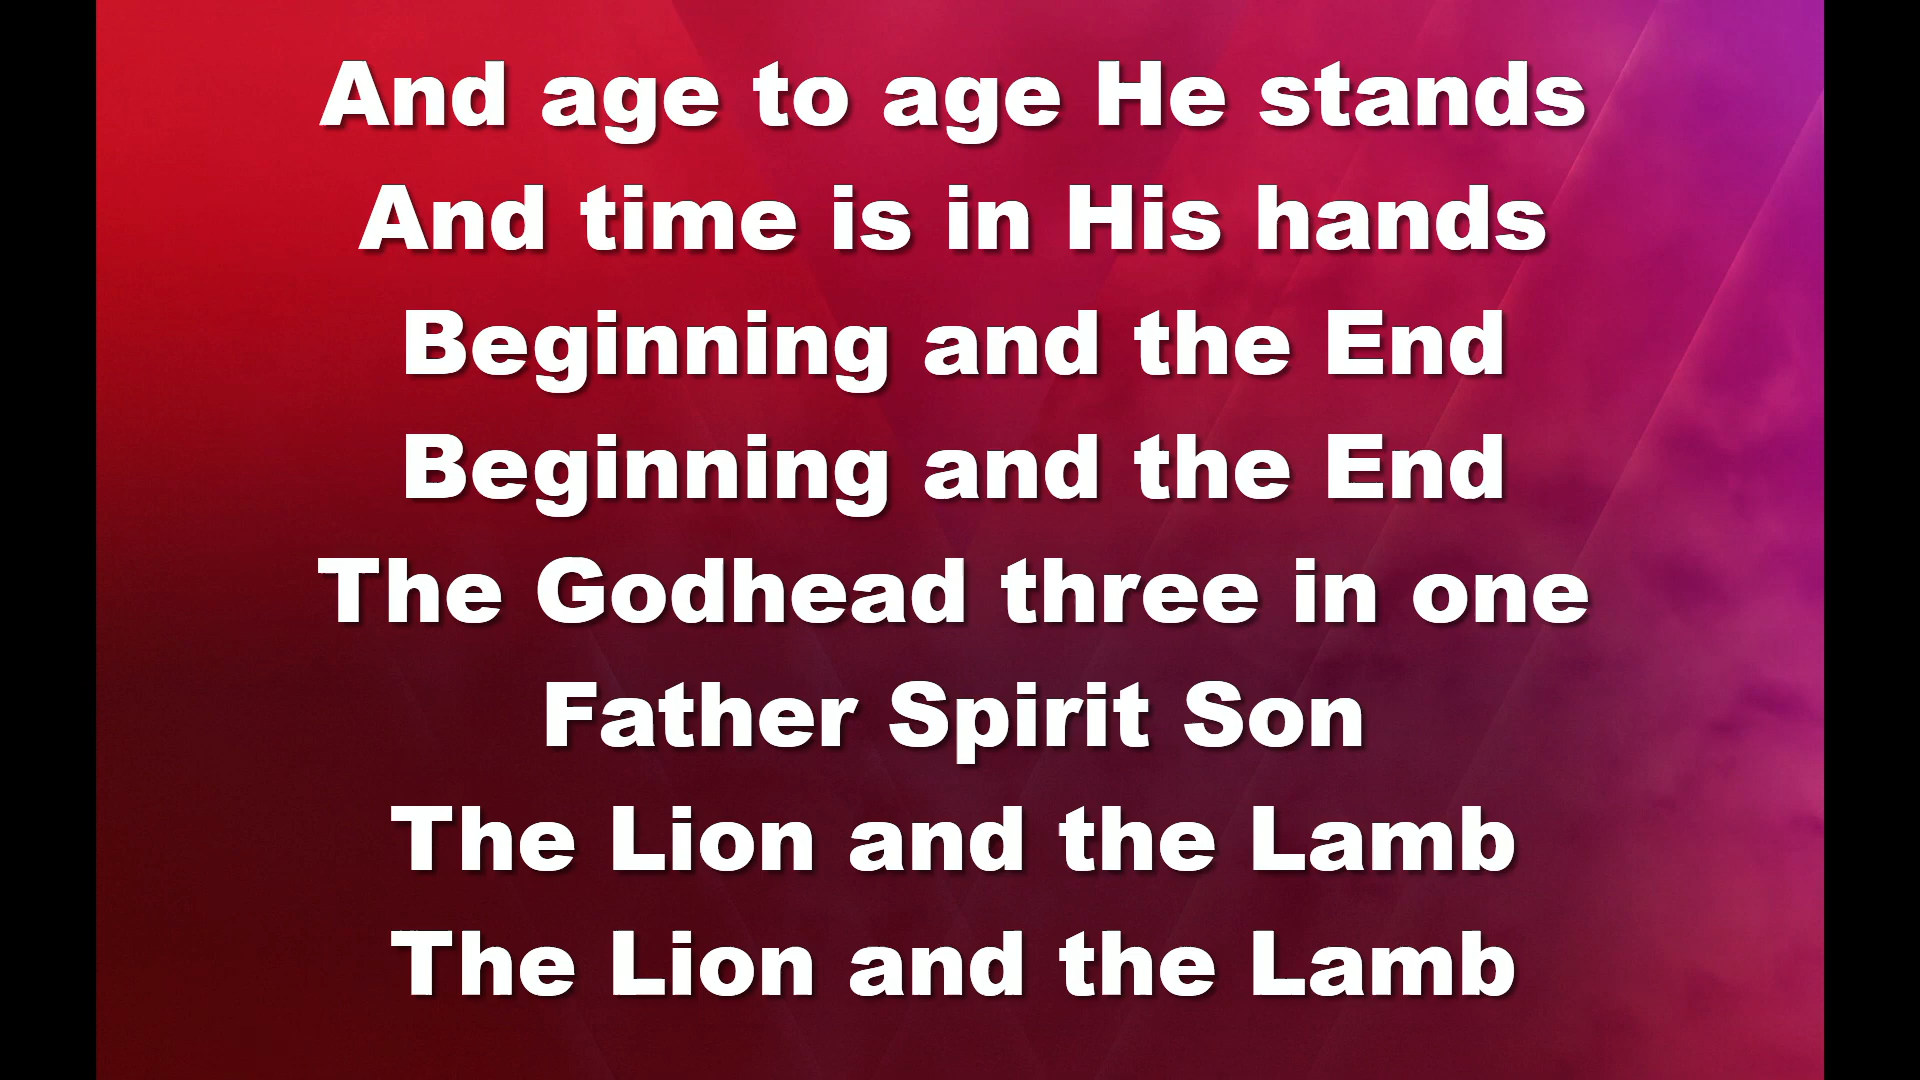 And age to age He stands
And time is in His hands
Beginning and the End
Beginning and the End
The Godhead three in one
Father Spirit Son
The Lion and the Lamb
The Lion and the Lamb